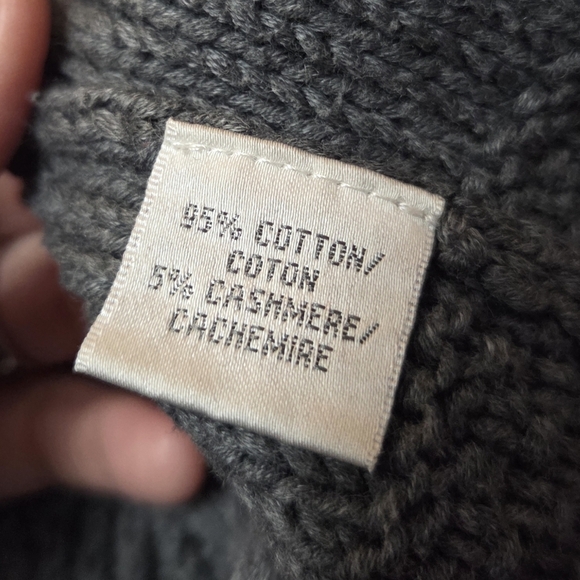 95% COTTON/
COTON
5% CASHMERE/
CACHEMIRE